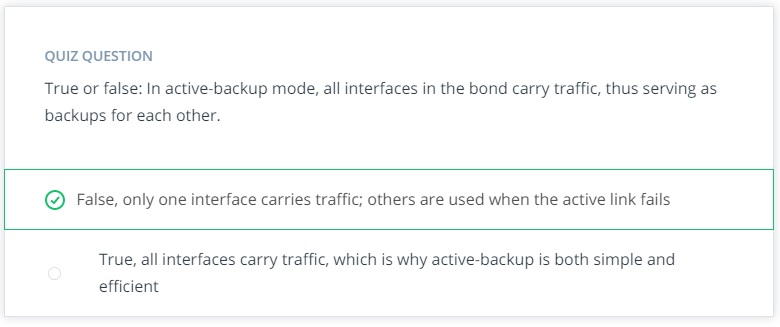 QUIZ QUESTION
True or false: In active-backup mode, all interfaces in the bond carry traffic, thus serving as
backups for each other.
False, only one interface carries traffic; others are used when the active link fails
True, all interfaces carry traffic, which is why active-backup is both simple and
efficient